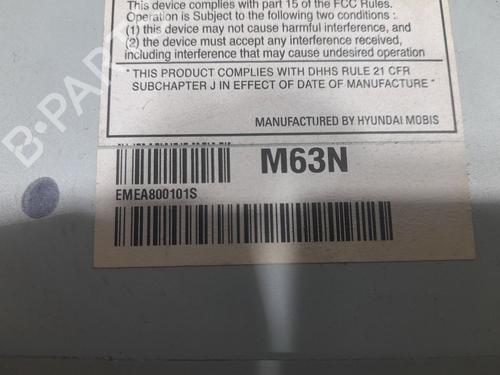 This device complies with part 15 of the FCC Rules.
Operation is Subject to the following two conditions :.
(1) this device may not cause harmful interference, and
(2) the device must accept any interference received,
including interference that may cause undesired operation
" THIS PRODUCT COMPLIES WITH DHHS RULE 21 CFR
SUBCHAPTER J IN EFFECT OF DATE OF MANUFACTURE "
MANUFACTURED BY HYUNDAI MOBIS
M63N
EMEA800101S
B-PART